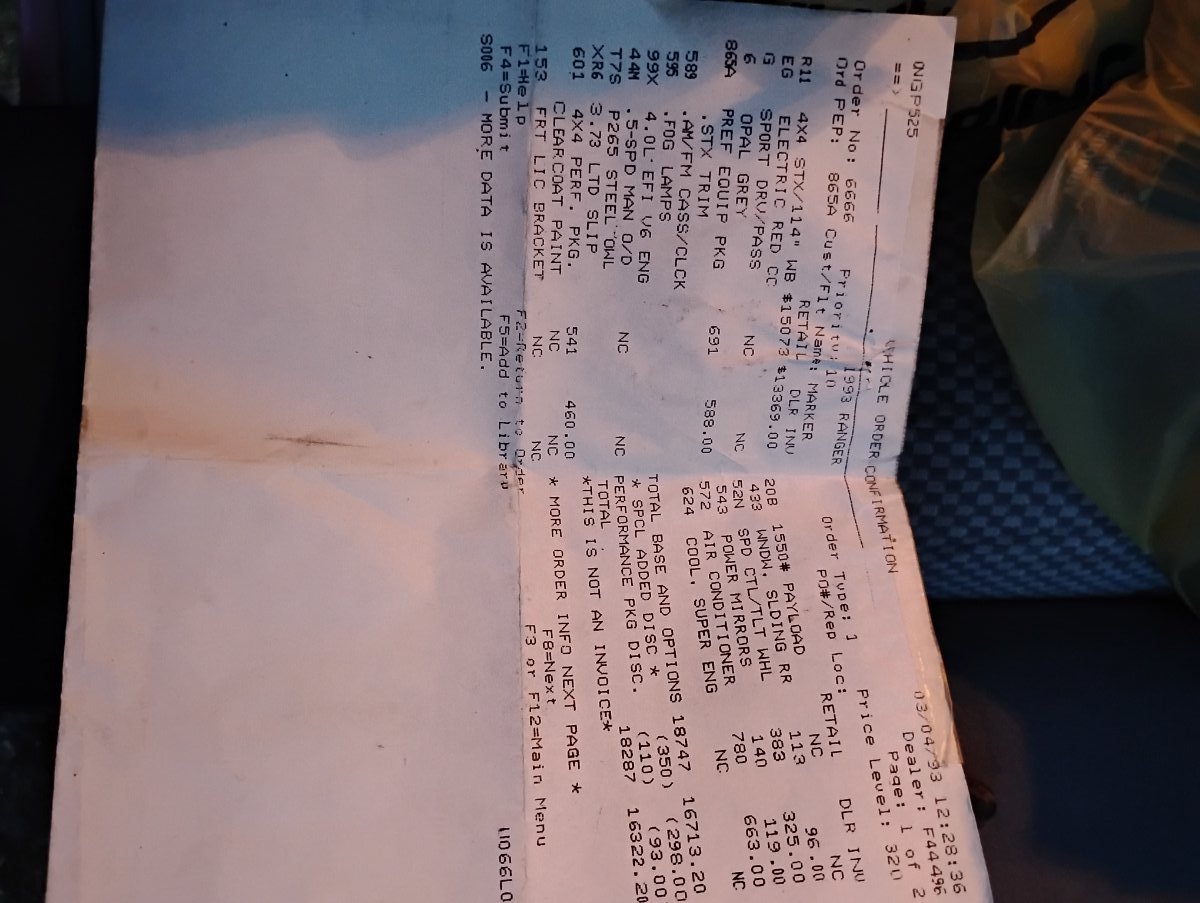 ONGP525 VEHICLE ORDER CONFIRMATION 03/04/93 12:28:36
==> Dealer: F44496
Page: 1 of 2
1993 RANGER
Order No: 6666 Priority: 10 Order Type: 1 Price Level: 320
Ord PEP: 865A Cust/Flt Name: MARKER PO#/Rep Loc:
RETAIL DLR INV RETAIL DLR INV
R11 4X4 STX/114" WB $15073 $13369.00 20B 1550# PAYLOAD NC NC
EG ELECTRIC RED CC 433 WNDW, SLDING RR 113 96.00
G SPORT DRV/PASS 52N SPD CTL/TLT WHL 383 325.00
6 OPAL GREY NC NC 543 POWER MIRRORS 140 119.00
865A PREF EQUIP PKG 691 588.00 572 AIR CONDITIONER 780 663.00
.STX TRIM 624 COOL, SUPER ENG NC NC
589 .AM/FM CASS/CLCK
595 .FOG LAMPS TOTAL BASE AND OPTIONS 18747 16713.20
99X 4.0L EFI V6 ENG * SPCL ADDED DISC * (350) (298.00
44M .5-SPD MAN O/D PERFORMANCE PKG DISC. (110) (93.00
T7S P265 STEEL OWL NC NC TOTAL 18287 16322.20
XR6 3.73 LTD SLIP *THIS IS NOT AN INVOICE*
601 4X4 PERF. PKG. 541 460.00
CLEARCOAT PAINT NC NC * MORE ORDER INFO NEXT PAGE *
153 FRT LIC BRACKET NC NC F8=Next
F1=Help F2=Return to Order F3 or F12=Main Menu
F4=Submit F5=Add to Library
S006 - MORE DATA IS AVAILABLE.